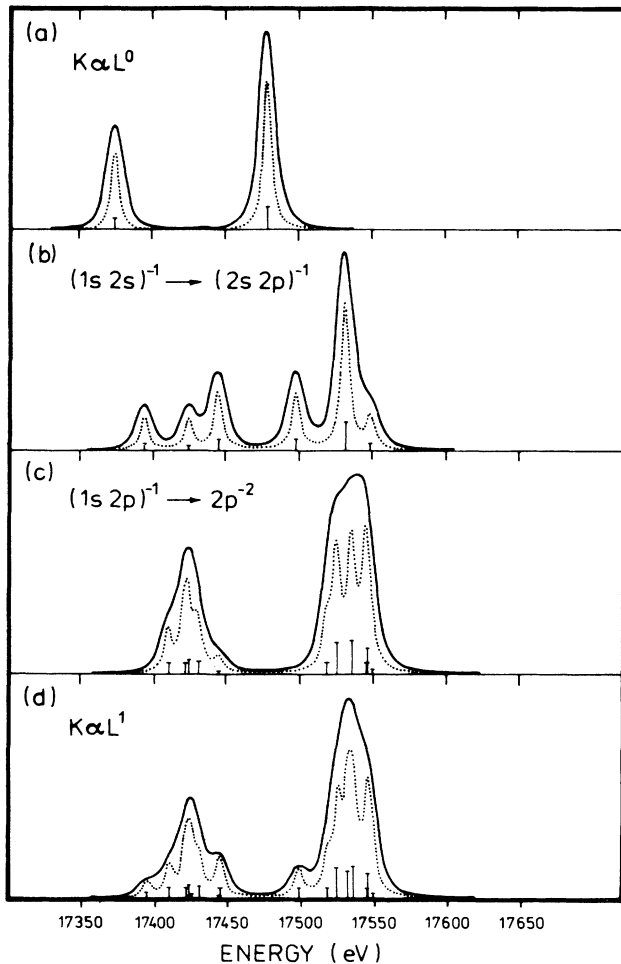 (a)
KαL⁰
(b)
(1s 2s)⁻¹ → (2s 2p)⁻¹
(c)
(1s 2p)⁻¹ → 2p⁻²
(d)
KαL¹
17350 17400 17450 17500 17550 17600 17650
ENERGY (eV)